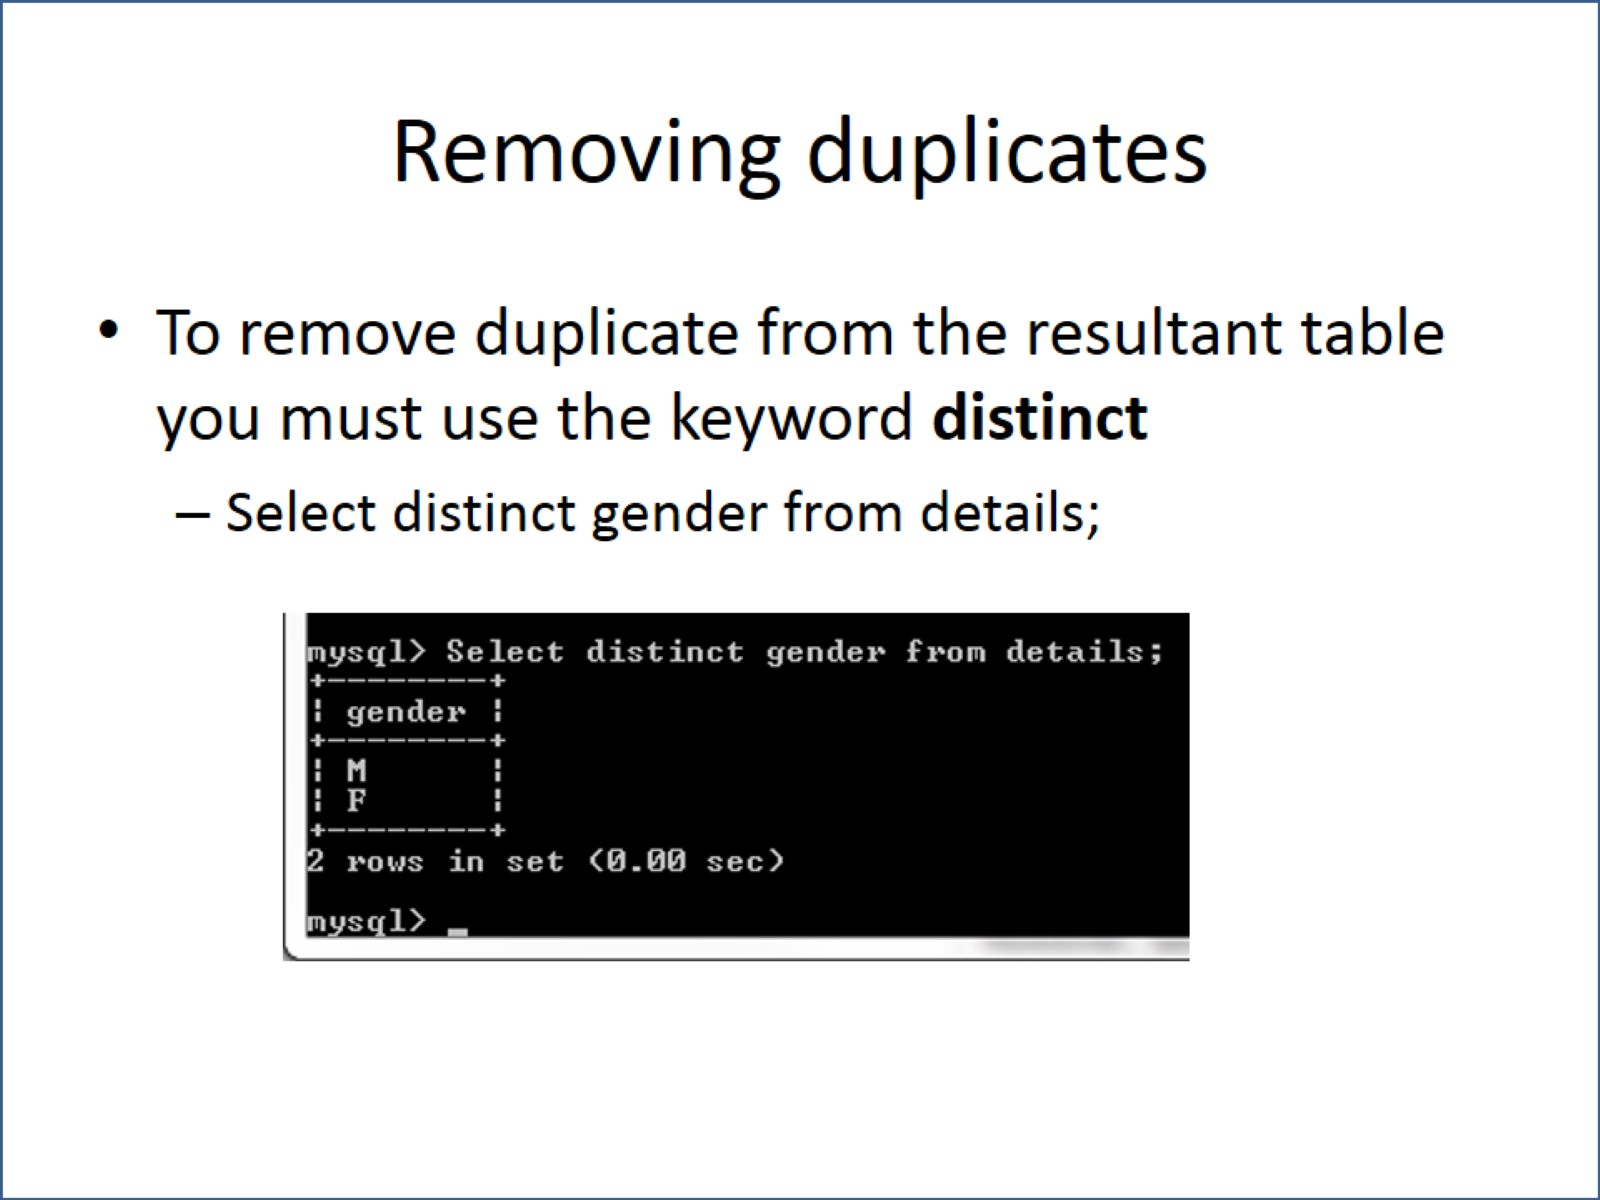 Removing duplicates
• To remove duplicate from the resultant table
you must use the keyword distinct
– Select distinct gender from details;
mysql> Select distinct gender from details;
+--------+
| gender |
+--------+
| M      |
| F      |
+--------+
2 rows in set (0.00 sec)
mysql> _